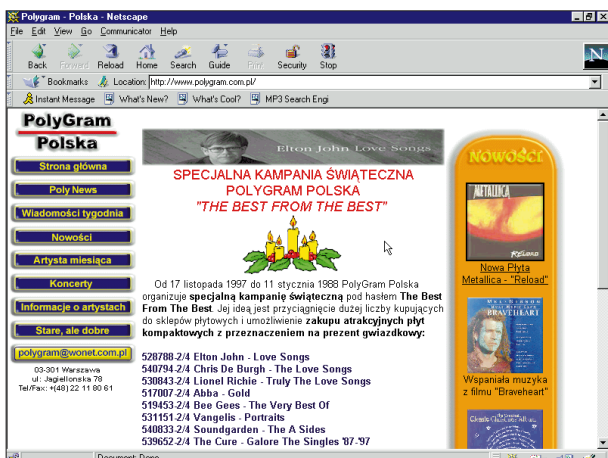 Polygram - Polska - Netscape
File Edit View Go Communicator Help
Back Forward Reload Home Search Guide Print Security Stop
N
Bookmarks Location: http://www.polygram.com.pl/
Instant Message What's New? What's Cool? MP3 Search Engi
PolyGram
Polska
Strona główna
Poly News
Wiadomości tygodnia
Nowości
Artysta miesiąca
Koncerty
Informacje o artystach
Stare, ale dobre
polygram@wonet.com.pl
03-301 Warszawa
ul: Jagiellonska 78
Tel/Fax: +(48) 22 11 80 61
Elton John Love Songs
SPECJALNA KAMPANIA ŚWIĄTECZNA
POLYGRAM POLSKA
"THE BEST FROM THE BEST"
Od 17 listopada 1997 do 11 stycznia 1988 PolyGram Polska
organizuje specjalną kampanię świąteczną pod hasłem The Best
From The Best. Jej ideą jest przyciągnięcie dużej liczby kupujących
do sklepów płytowych i umożliwienie zakupu atrakcyjnych płyt
kompaktowych z przeznaczeniem na prezent gwiazdkowy:
528788-2/4 Elton John - Love Songs
540794-2/4 Chris De Burgh - The Love Songs
530843-2/4 Lionel Richie - Truly The Love Songs
517007-2/4 Abba - Gold
519453-2/4 Bee Gees - The Very Best Of
531151-2/4 Vangelis - Portraits
540833-2/4 Soundgarden - The A Sides
539652-2/4 The Cure - Galore The Singles '87-'97
NOWOŚCI
METALLICA
RELOAD
Nowa Płyta
Metallica - "Reload"
MEL GIBSON
BRAVEHEART
Wspaniała muzyka
z filmu "Braveheart"
Classic Christmas Album
Document: Done